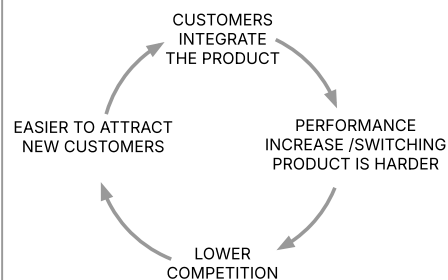 CUSTOMERS
INTEGRATE
THE PRODUCT
PERFORMANCE
INCREASE /SWITCHING
PRODUCT IS HARDER
LOWER
COMPETITION
EASIER TO ATTRACT
NEW CUSTOMERS